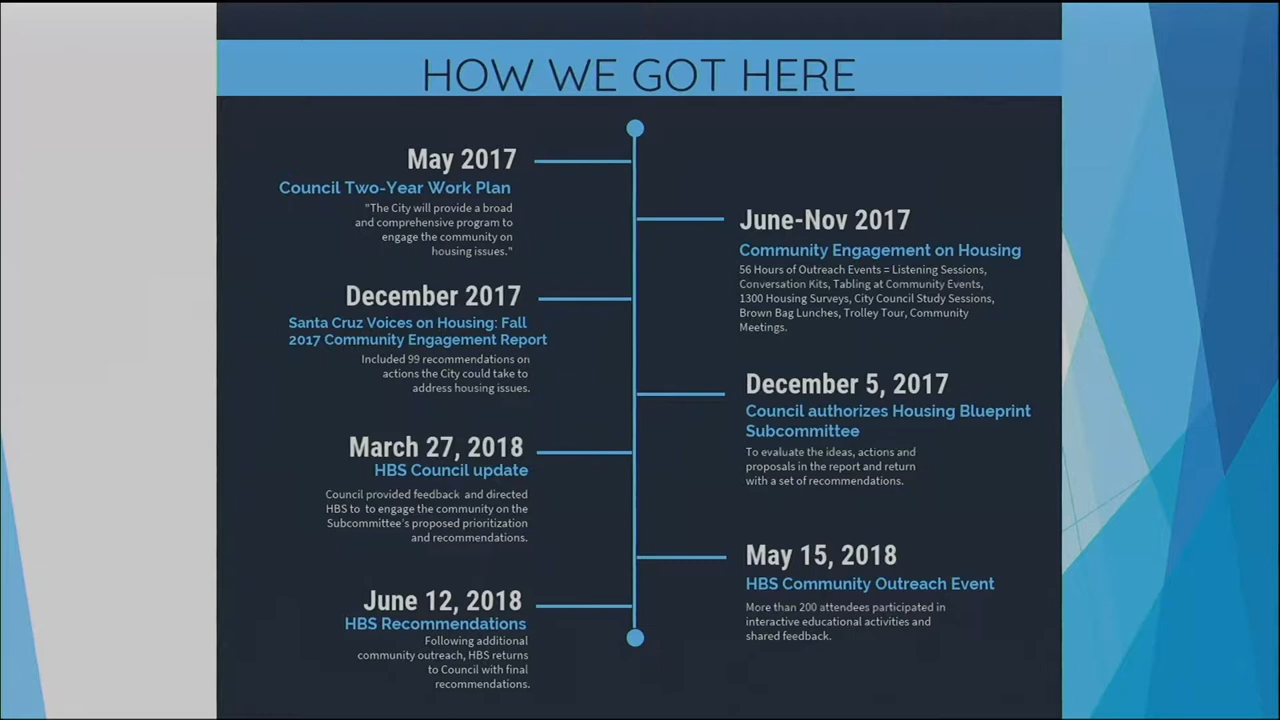 HOW WE GOT HERE
May 2017
Council Two-Year Work Plan
"The City will provide a broad
and comprehensive program to
engage the community on
housing issues."
June-Nov 2017
Community Engagement on Housing
56 Hours of Outreach Events = Listening Sessions,
Conversation Kits, Tabling at Community Events,
1300 Housing Surveys, City Council Study Sessions,
Brown Bag Lunches, Trolley Tour, Community
Meetings.
December 2017
Santa Cruz Voices on Housing: Fall
2017 Community Engagement Report
Included 99 recommendations on
actions the City could take to
address housing issues.
December 5, 2017
Council authorizes Housing Blueprint
Subcommittee
To evaluate the ideas, actions and
proposals in the report and return
with a set of recommendations.
March 27, 2018
HBS Council update
Council provided feedback and directed
HBS to to engage the community on the
Subcommittee's proposed prioritization
and recommendations.
May 15, 2018
HBS Community Outreach Event
More than 200 attendees participated in
interactive educational activities and
shared feedback.
June 12, 2018
HBS Recommendations
Following additional
community outreach, HBS returns
to Council with final
recommendations.